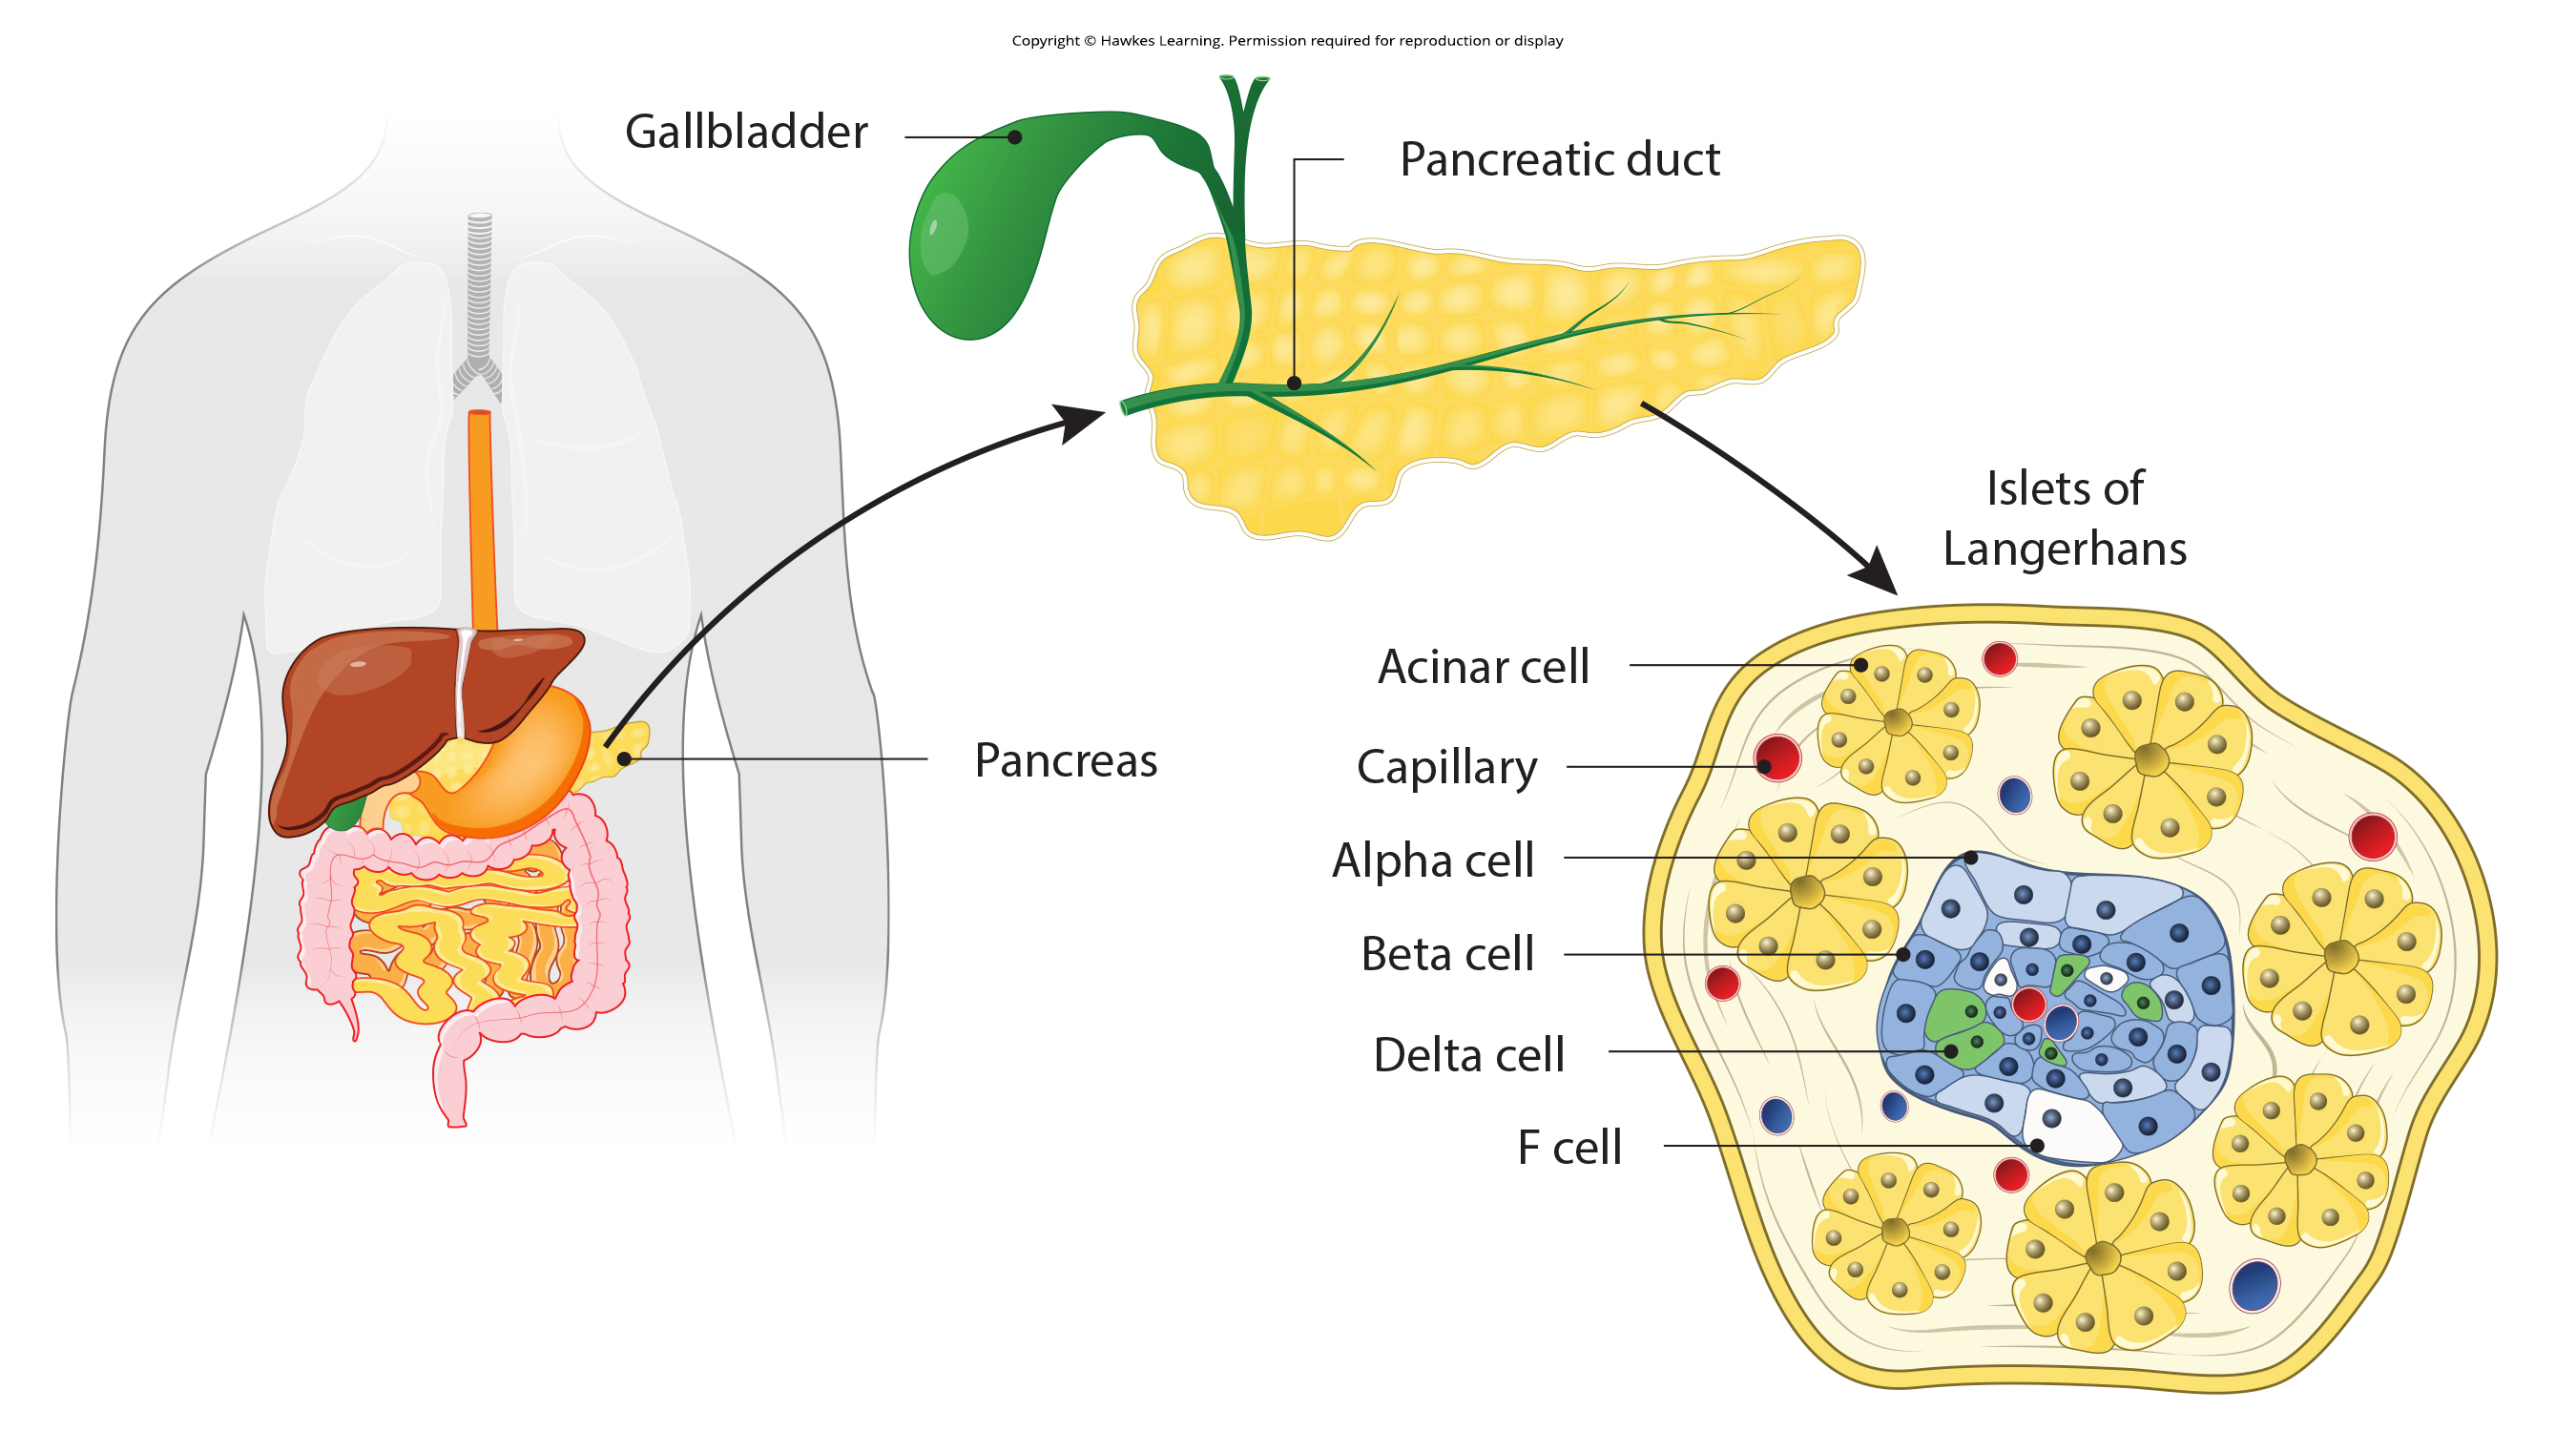 Copyright © Hawkes Learning. Permission required for reproduction or display
Gallbladder
Pancreatic duct
Islets of
Langerhans
Acinar cell
Pancreas
Capillary
Alpha cell
Beta cell
Delta cell
F cell